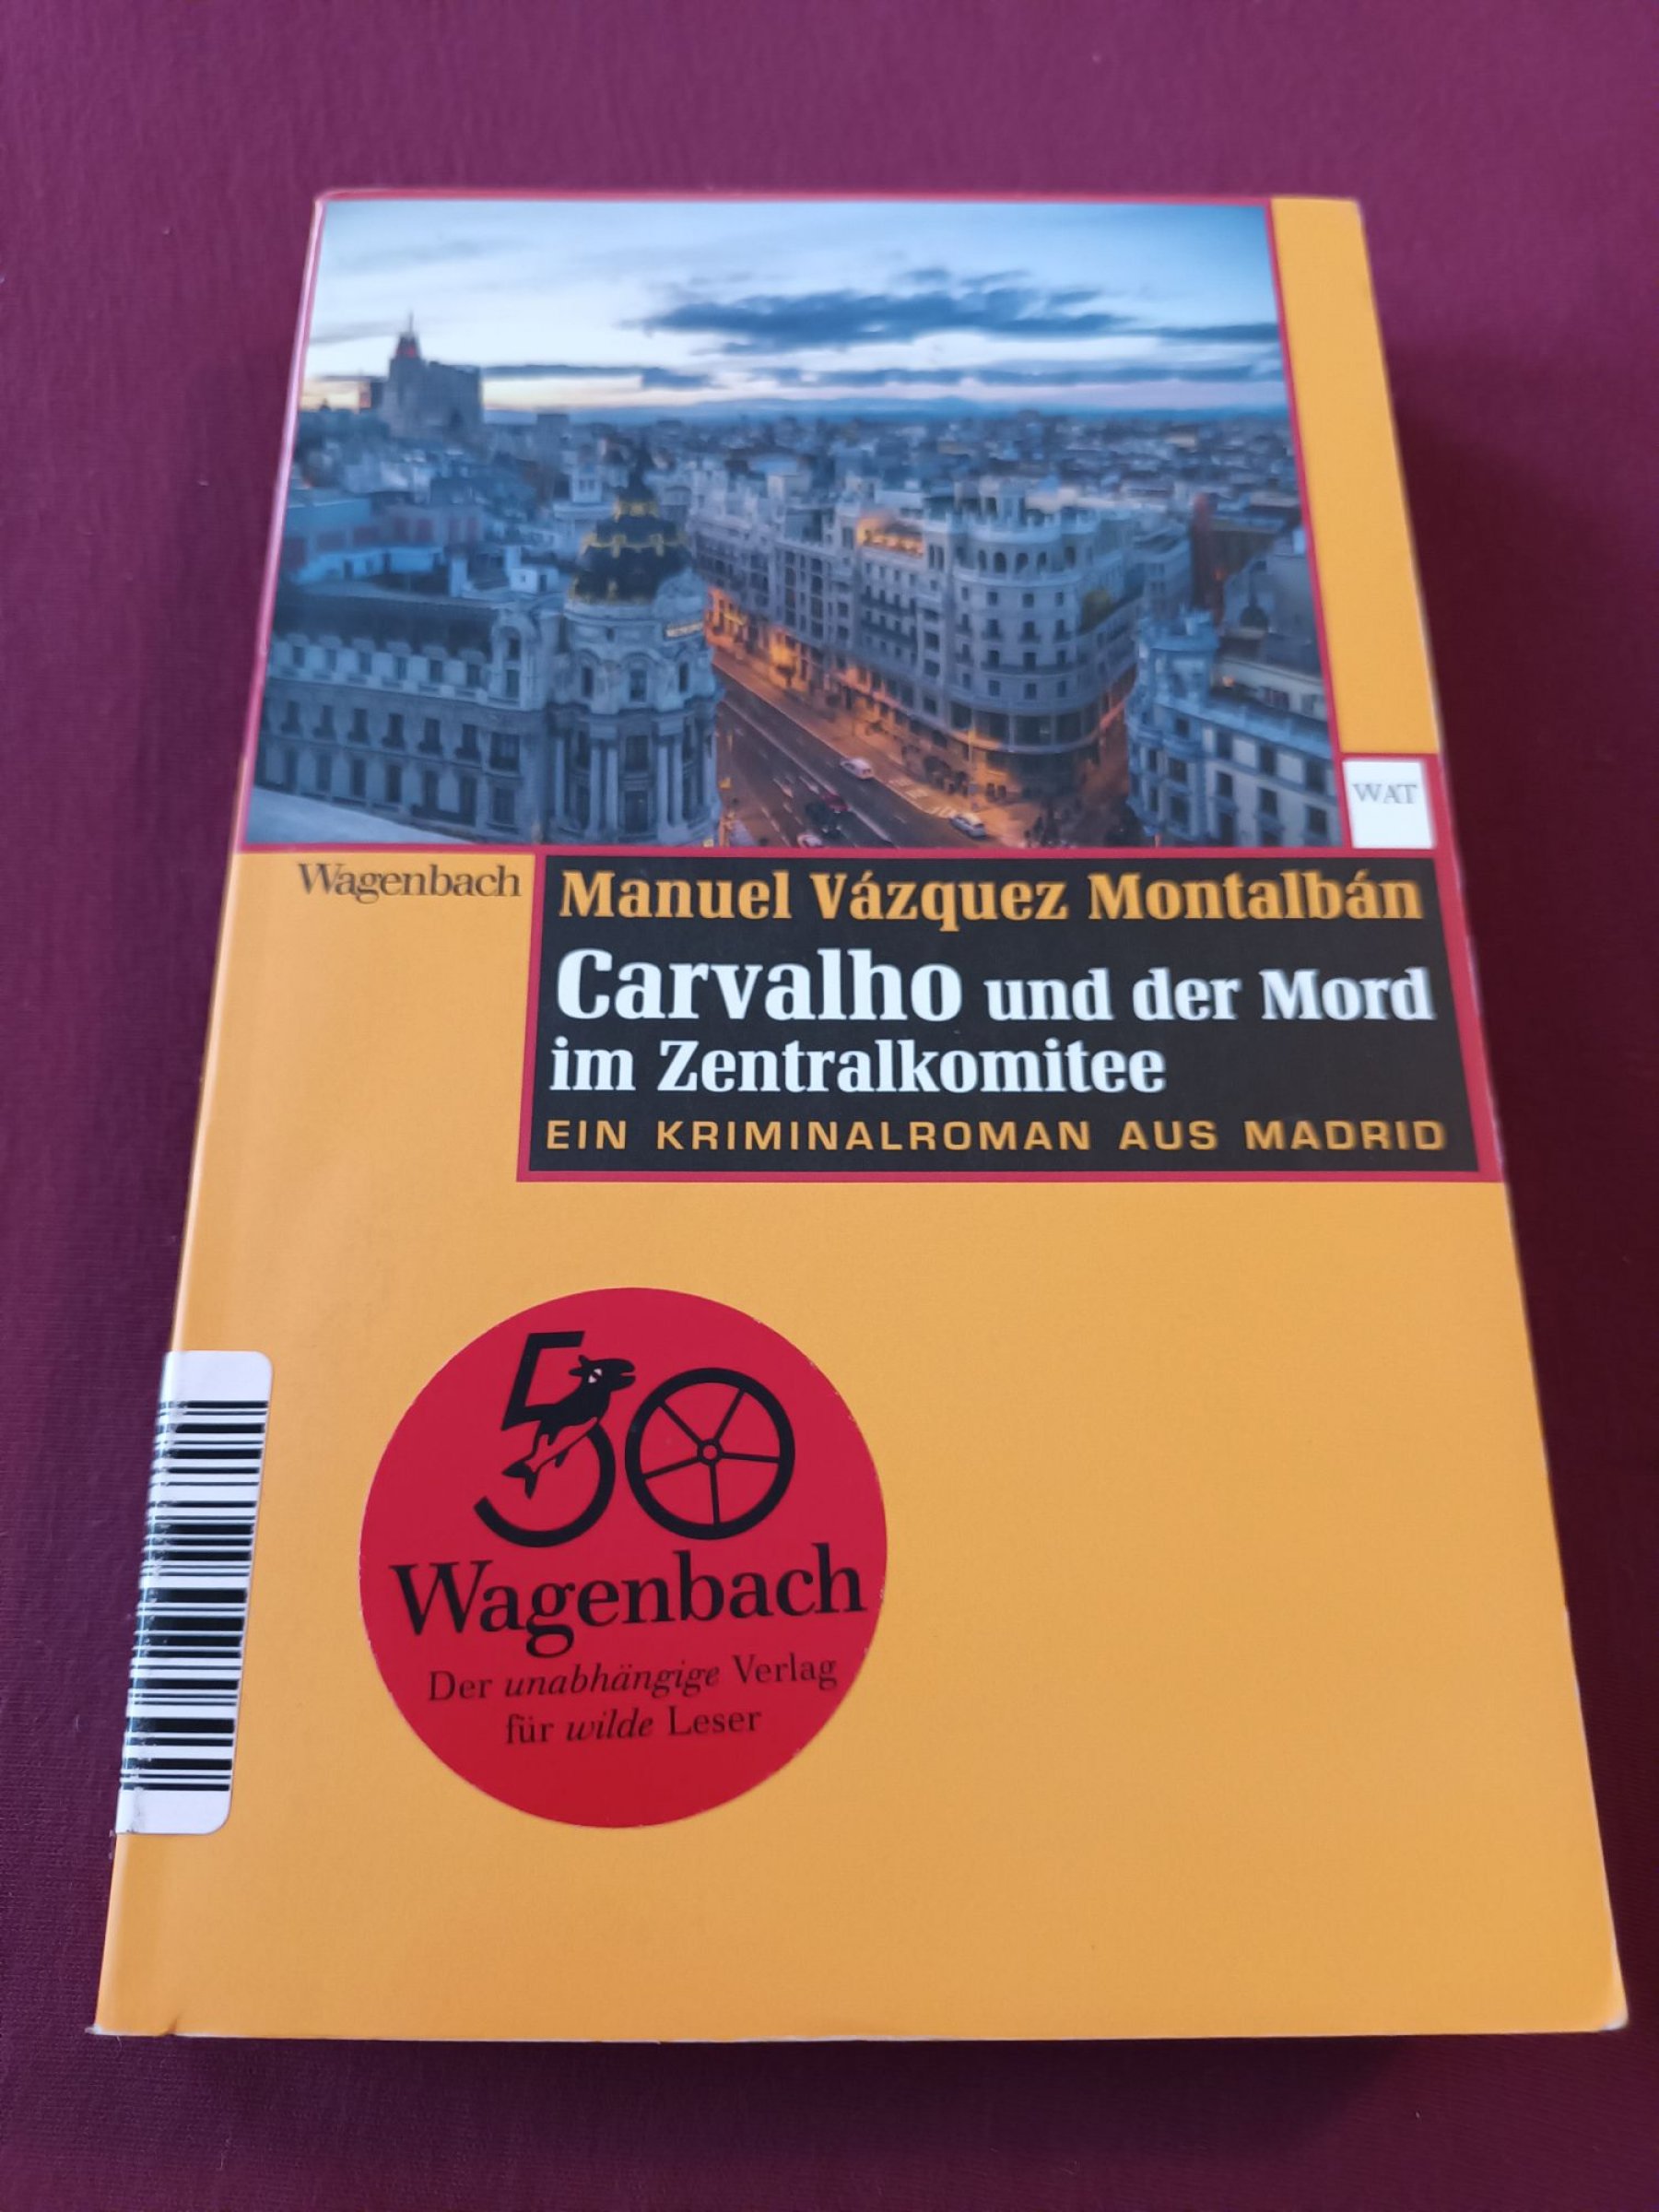 WAT
Wagenbach
Manuel Vázquez Montalbán
Carvalho und der Mord
im Zentralkomitee
EIN KRIMINALROMAN AUS MADRID
50
Wagenbach
Der unabhängige Verlag
für wilde Leser